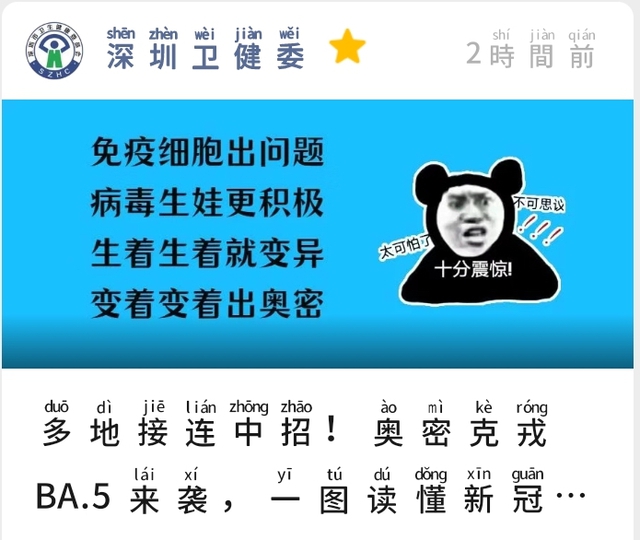 shēn zhèn wèi jiàn wěi
深圳卫健委
shí jiàn qián
2時間前
免疫细胞出问题
病毒生娃更积极
生着生着就变异
变着变着出奥密
不可思议
太可怕了
十分震惊!
duō dì jiē lián zhōng zhāo ào mì kè róng
多地接连中招！奥密克戎
lái xí yī tú dú dǒng xīn guān
BA.5来袭，一图读懂新冠…
SZHC